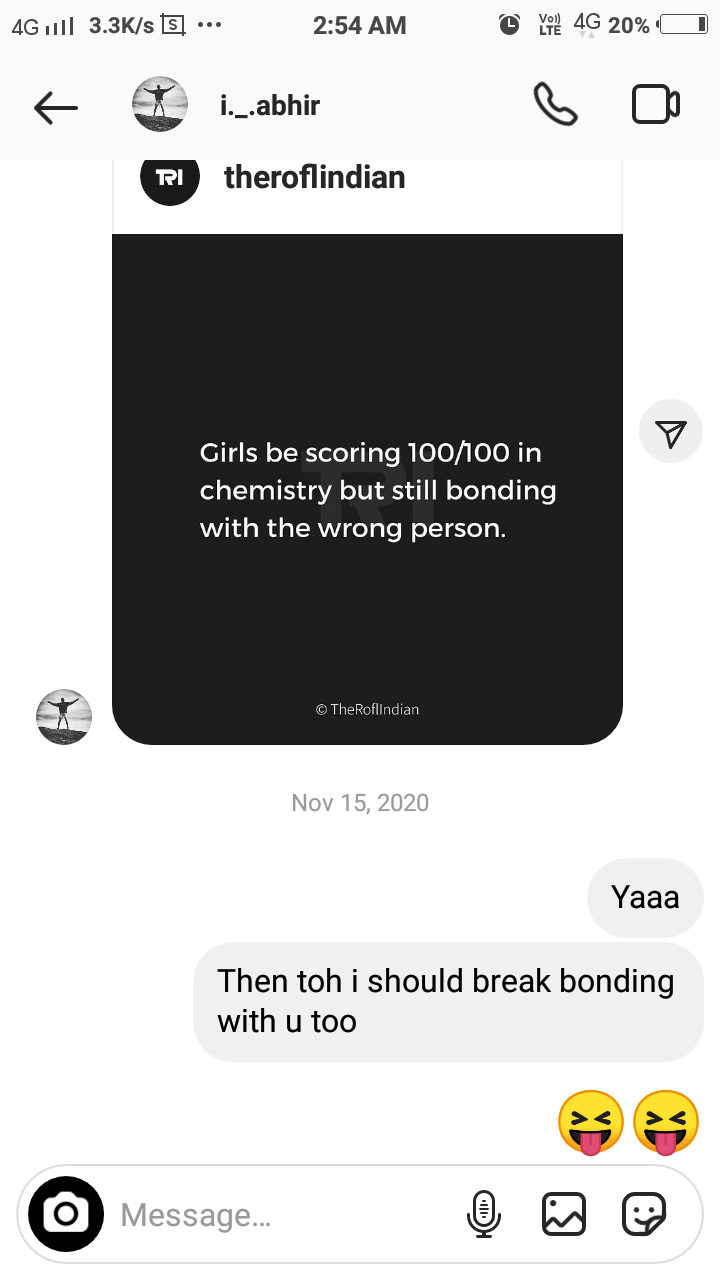 4G 3.3K/s S ... 2:54 AM Vo)) LTE 4G 20%
i._.abhir
TRI theroflindian
Girls be scoring 100/100 in
chemistry but still bonding
with the wrong person.
© TheRoflIndian
Nov 15, 2020
Yaaa
Then toh i should break bonding
with u too
Message...